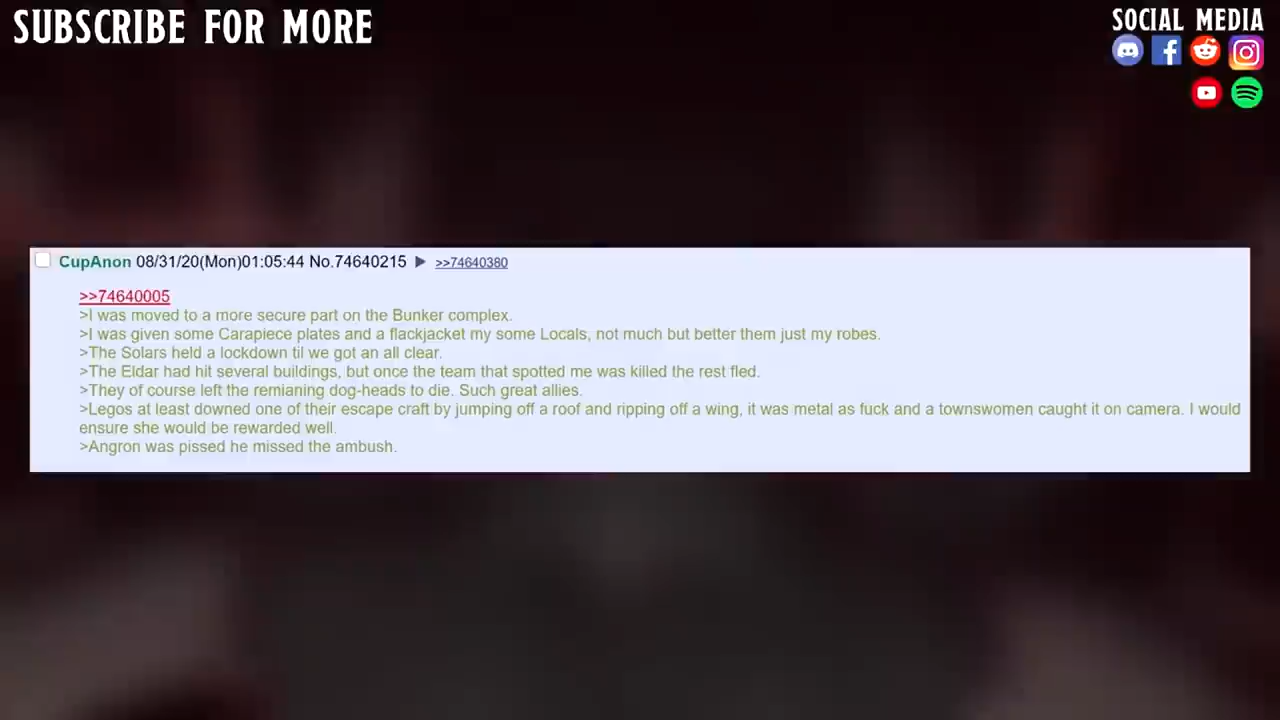 SUBSCRIBE FOR MORE
SOCIAL MEDIA
CupAnon 08/31/20(Mon)01:05:44 No.74640215 ▶ >>74640380
>>74640005
>I was moved to a more secure part on the Bunker complex.
>I was given some Carapiece plates and a flackjacket my some Locals, not much but better them just my robes.
>The Solars held a lockdown til we got an all clear.
>The Eldar had hit several buildings, but once the team that spotted me was killed the rest fled.
>They of course left the remianing dog-heads to die. Such great allies.
>Legos at least downed one of their escape craft by jumping off a roof and ripping off a wing, it was metal as fuck and a townswomen caught it on camera. I would
ensure she would be rewarded well.
>Angron was pissed he missed the ambush.